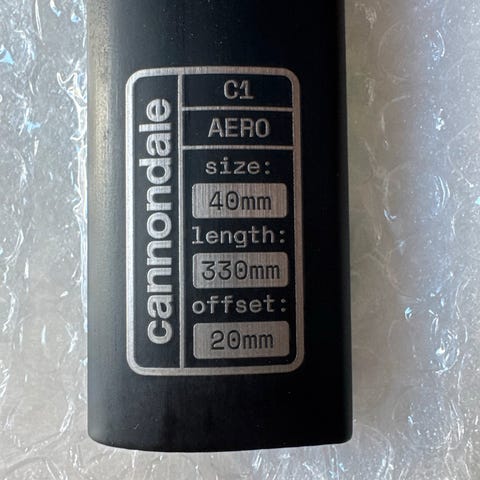 cannondale
C1
AERO
size:
40mm
length:
330mm
offset:
20mm